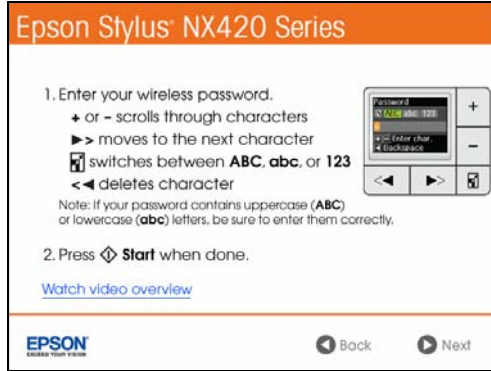 Epson Stylus® NX420 Series
1. Enter your wireless password.
+ or – scrolls through characters
►> moves to the next character
switches between ABC, abc, or 123
<◄ deletes character
Note: If your password contains uppercase (ABC)
or lowercase (abc) letters, be sure to enter them correctly.
2. Press Start when done.
Watch video overview
Password
ABC abc 123
+ – Enter char.
◄ Backspace
+
–
<◄ ►>
EPSON
EXCEED YOUR VISION
Back Next